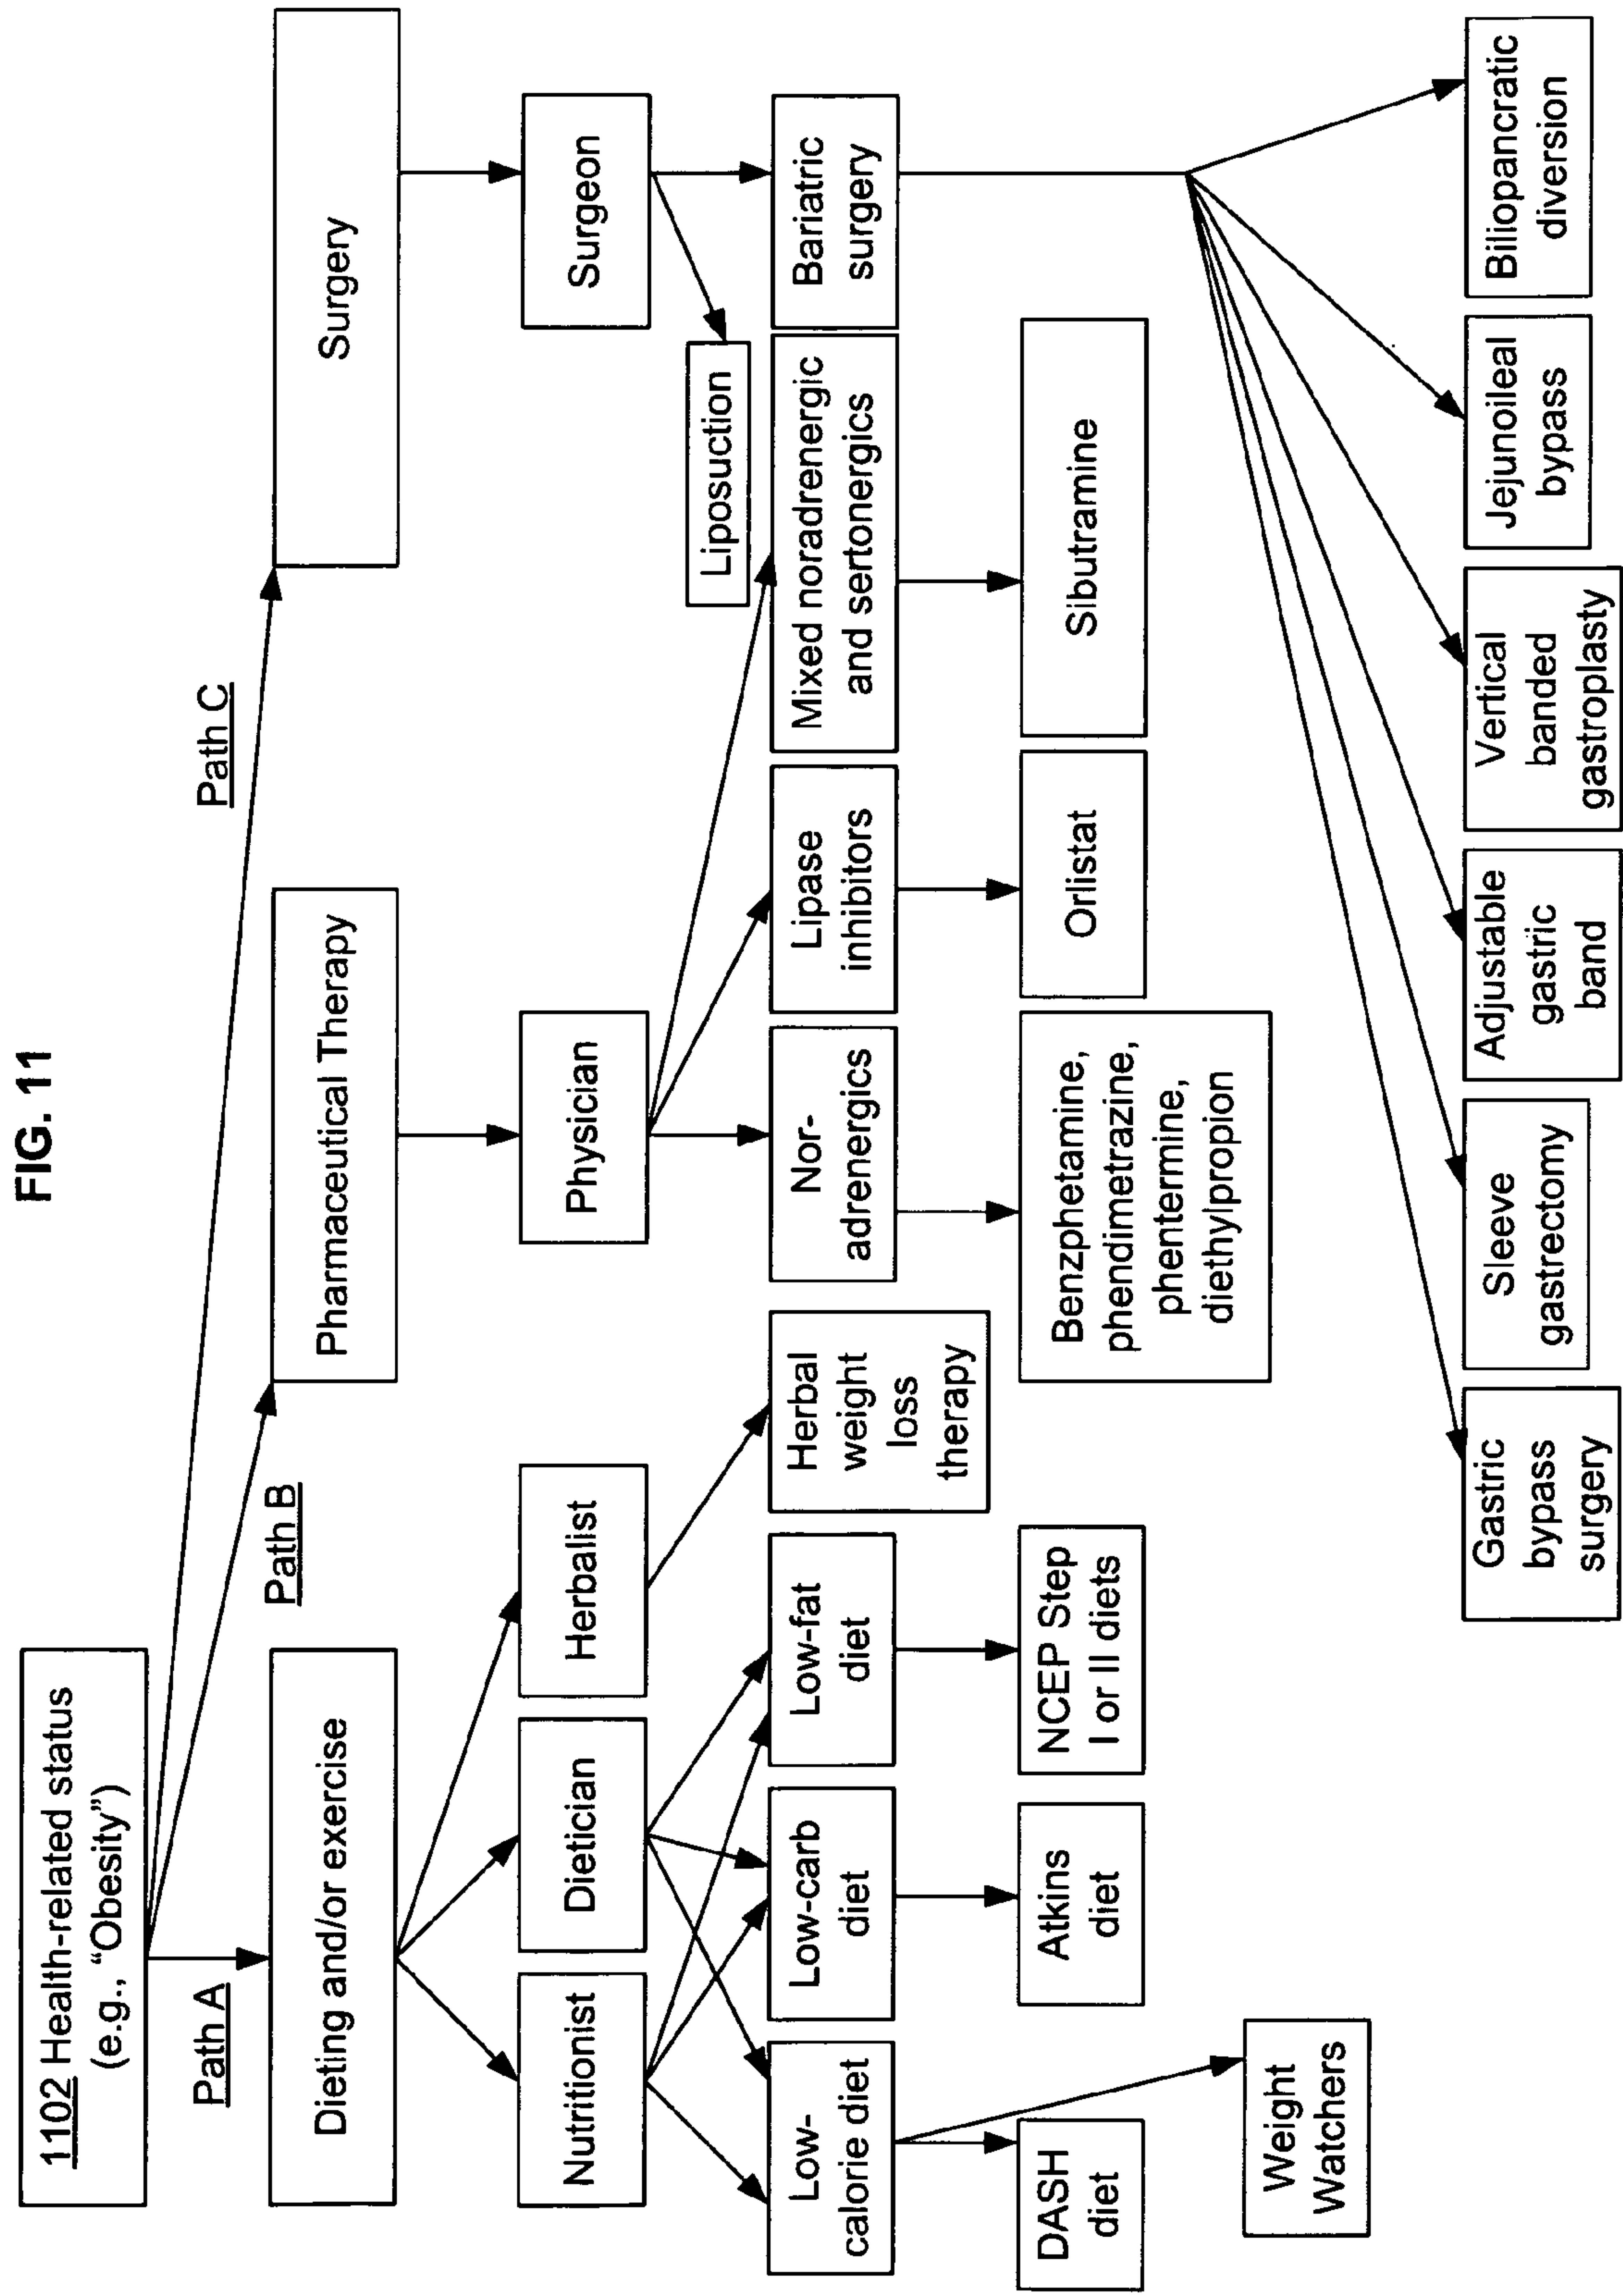 FIG. 11
1102 Health-related status
(e.g., “Obesity”)
Path A
Path B
Path C
Dieting and/or exercise
Pharmaceutical Therapy
Surgery
Nutritionist
Dietician
Herbalist
Physician
Surgeon
Liposuction
Low-
calorie diet
Low-carb
diet
Low-fat
diet
Herbal
weight
loss
therapy
Nor-
adrenergics
Lipase
inhibitors
Mixed noradrenergic
and sertonergics
Bariatric
surgery
DASH
diet
Atkins
diet
NCEP Step
I or II diets
Benzphetamine,
phendimetrazine,
phentermine,
diethylpropion
Orlistat
Sibutramine
Weight
Watchers
Gastric
bypass
surgery
Sleeve
gastrectomy
Adjustable
gastric
band
Vertical
banded
gastroplasty
Jejunoileal
bypass
Biliopancratic
diversion